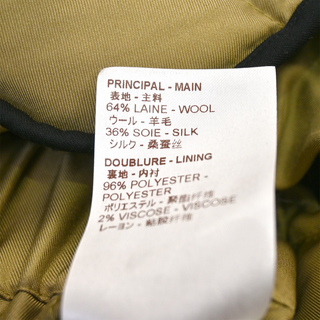 PRINCIPAL - MAIN
表地 - 主料
64% LAINE - WOOL
ウール - 羊毛
36% SOIE - SILK
シルク - 桑蚕丝
DOUBLURE - LINING
裏地 - 内衬
96% POLYESTER -
POLYESTER
ポリエステル - 聚酯纤维
2% VISCOSE - VISCOSE
レーヨン - 粘胶纤维